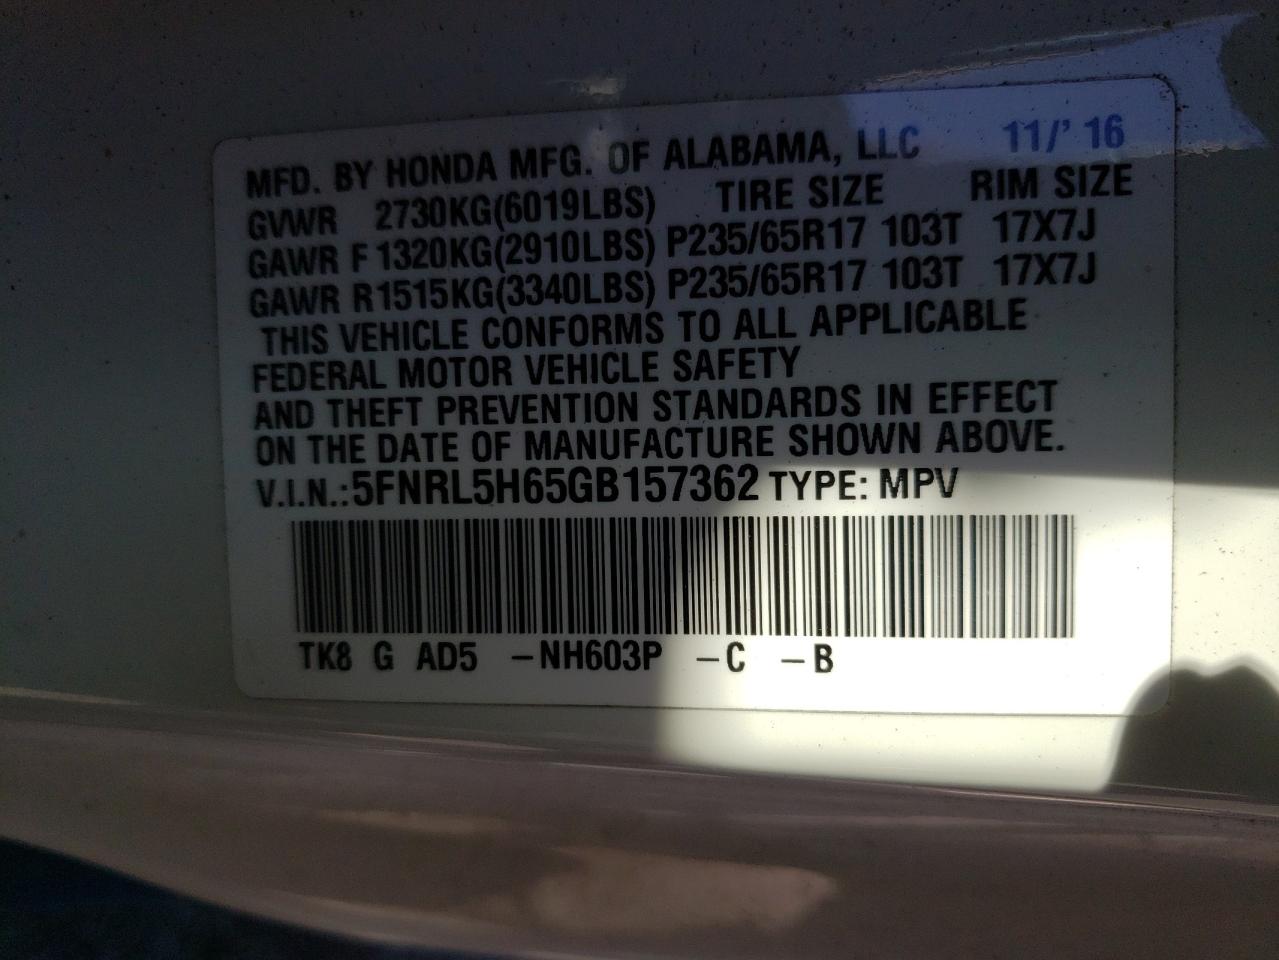 MFD. BY HONDA MFG. OF ALABAMA, LLC 11/' 16
GVWR 2730KG(6019LBS) TIRE SIZE RIM SIZE
GAWR F 1320KG(2910LBS) P235/65R17 103T 17X7J
GAWR R1515KG(3340LBS) P235/65R17 103T 17X7J
THIS VEHICLE CONFORMS TO ALL APPLICABLE
FEDERAL MOTOR VEHICLE SAFETY
AND THEFT PREVENTION STANDARDS IN EFFECT
ON THE DATE OF MANUFACTURE SHOWN ABOVE.
V.I.N.:5FNRL5H65GB157362 TYPE: MPV
TK8 G AD5 –NH603P –C –B